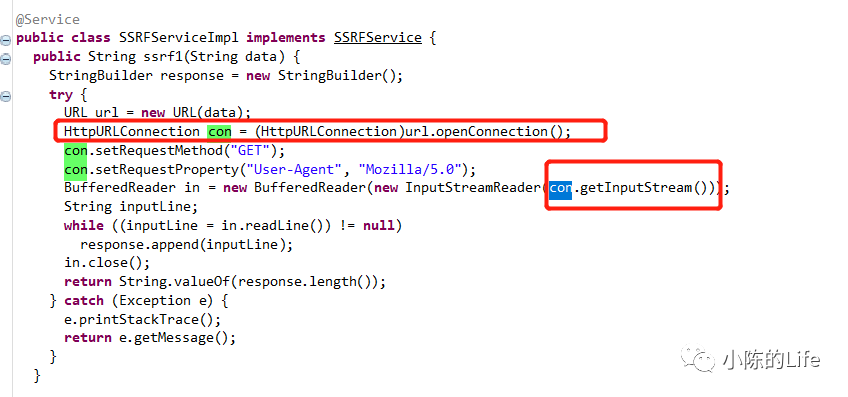 @Service
public class SSRFServiceImpl implements SSRFService {
  public String ssrf1(String data) {
    StringBuilder response = new StringBuilder();
    try {
      URL url = new URL(data);
      HttpURLConnection con = (HttpURLConnection)url.openConnection();
      con.setRequestMethod("GET");
      con.setRequestProperty("User-Agent", "Mozilla/5.0");
      BufferedReader in = new BufferedReader(new InputStreamReader(con.getInputStream()));
      String inputLine;
      while ((inputLine = in.readLine()) != null)
        response.append(inputLine);
      in.close();
      return String.valueOf(response.length());
    } catch (Exception e) {
      e.printStackTrace();
      return e.getMessage();
    }
  }
小陈的Life